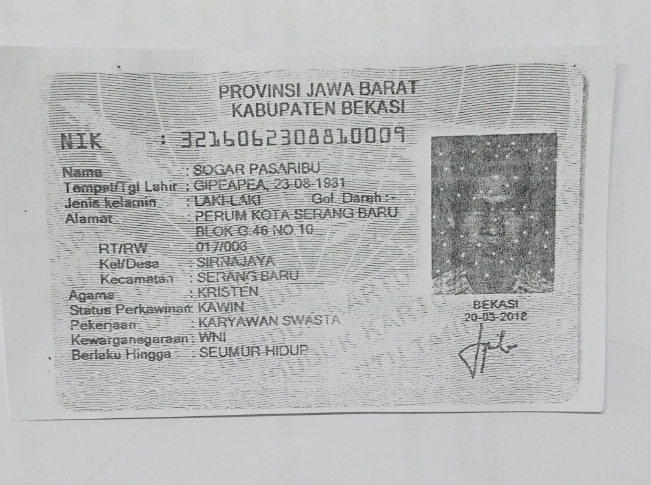 PROVINSI JAWA BARAT
KABUPATEN BEKASI
NIK : 3216062308810009
Nama : SOGAR PASARIBU
Tempat/Tgl Lahir : GIPEAPEA, 23-08-1981
Jenis kelamin : LAKI-LAKI Gol. Darah : -
Alamat : PERUM KOTA SERANG BARU
BLOK G.46 NO 10
RT/RW : 017/006
Kel/Desa : SIRNAJAYA
Kecamatan : SERANG BARU
Agama : KRISTEN
Status Perkawinan: KAWIN
Pekerjaan : KARYAWAN SWASTA
Kewarganegaraan: WNI
Berlaku Hingga : SEUMUR HIDUP
BEKASI
20-03-2018